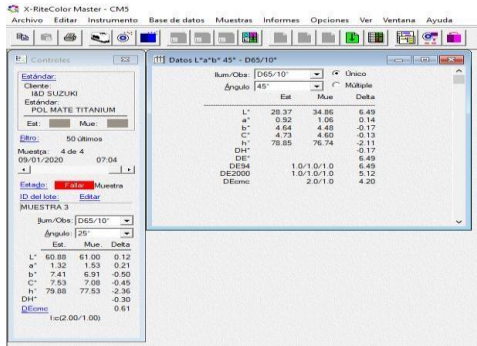 X-RiteColor Master - CM5
Archivo Editar Instrumento Base de datos Muestras Informes Opciones Ver Ventana Ayuda
Controles
Estándar:
Cliente:
I&D SUZUKI
Estándar:
POL MATE TITANIUM
Est: Mue:
Filtro: 50 últimos
Muestra: 4 de 4
09/01/2020 07:04
Estado: Fallar Muestra
ID del lote: Editar
MUESTRA 3
Ilum/Obs: D65/10°
Ángulo: 25°
Est. Mue. Delta
L* 60.88 61.00 0.12
a* 1.32 1.53 0.21
b* 7.41 6.91 -0.50
C* 7.53 7.08 -0.45
h° 79.88 77.53 -2.36
DH* -0.30
DEcmc 0.61
l:c(2.00/1.00)
Datos L*a*b* 45° - D65/10°
Ilum/Obs: D65/10° Único
Ángulo 45° Múltiple
Est Mue Delta
L* 28.37 34.86 6.49
a* 0.92 1.06 0.14
b* 4.64 4.48 -0.17
C* 4.73 4.60 -0.13
h° 78.85 76.74 -2.11
DH* -0.17
DE* 6.49
DE94 1.0/1.0/1.0 6.49
DE2000 1.0/1.0/1.0 5.12
DEcmc 2.0/1.0 4.20